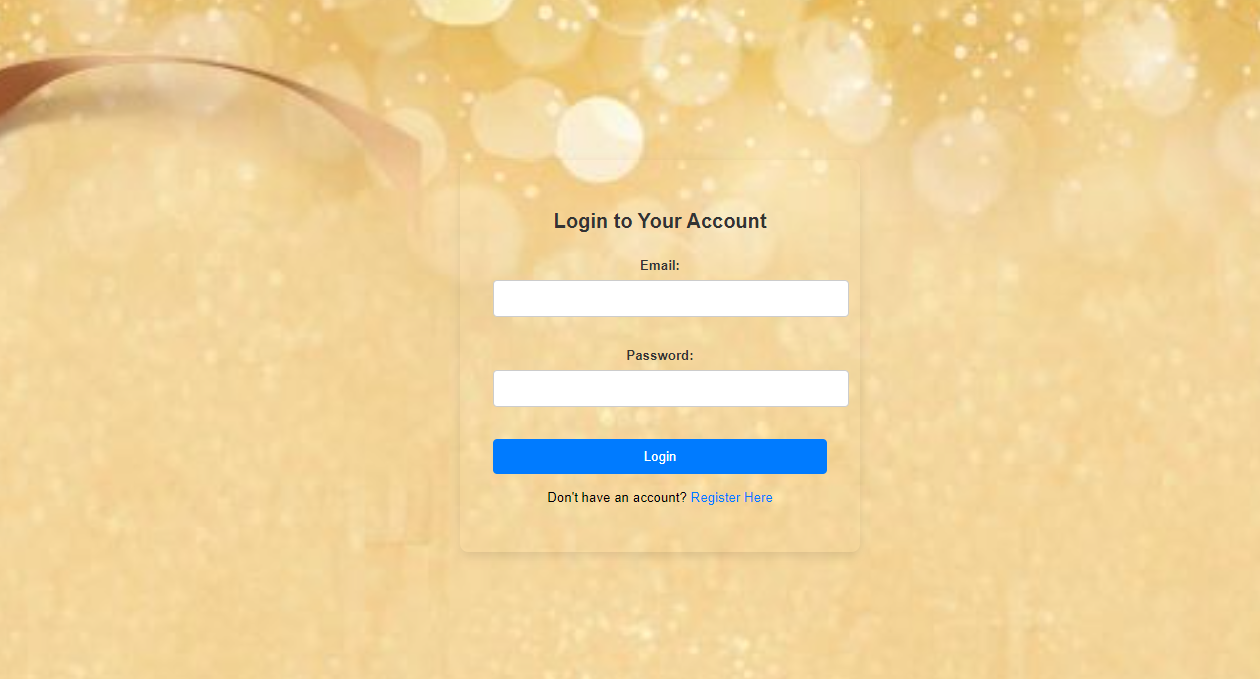 Login to Your Account
Email:
Password:
Login
Don't have an account? Register Here